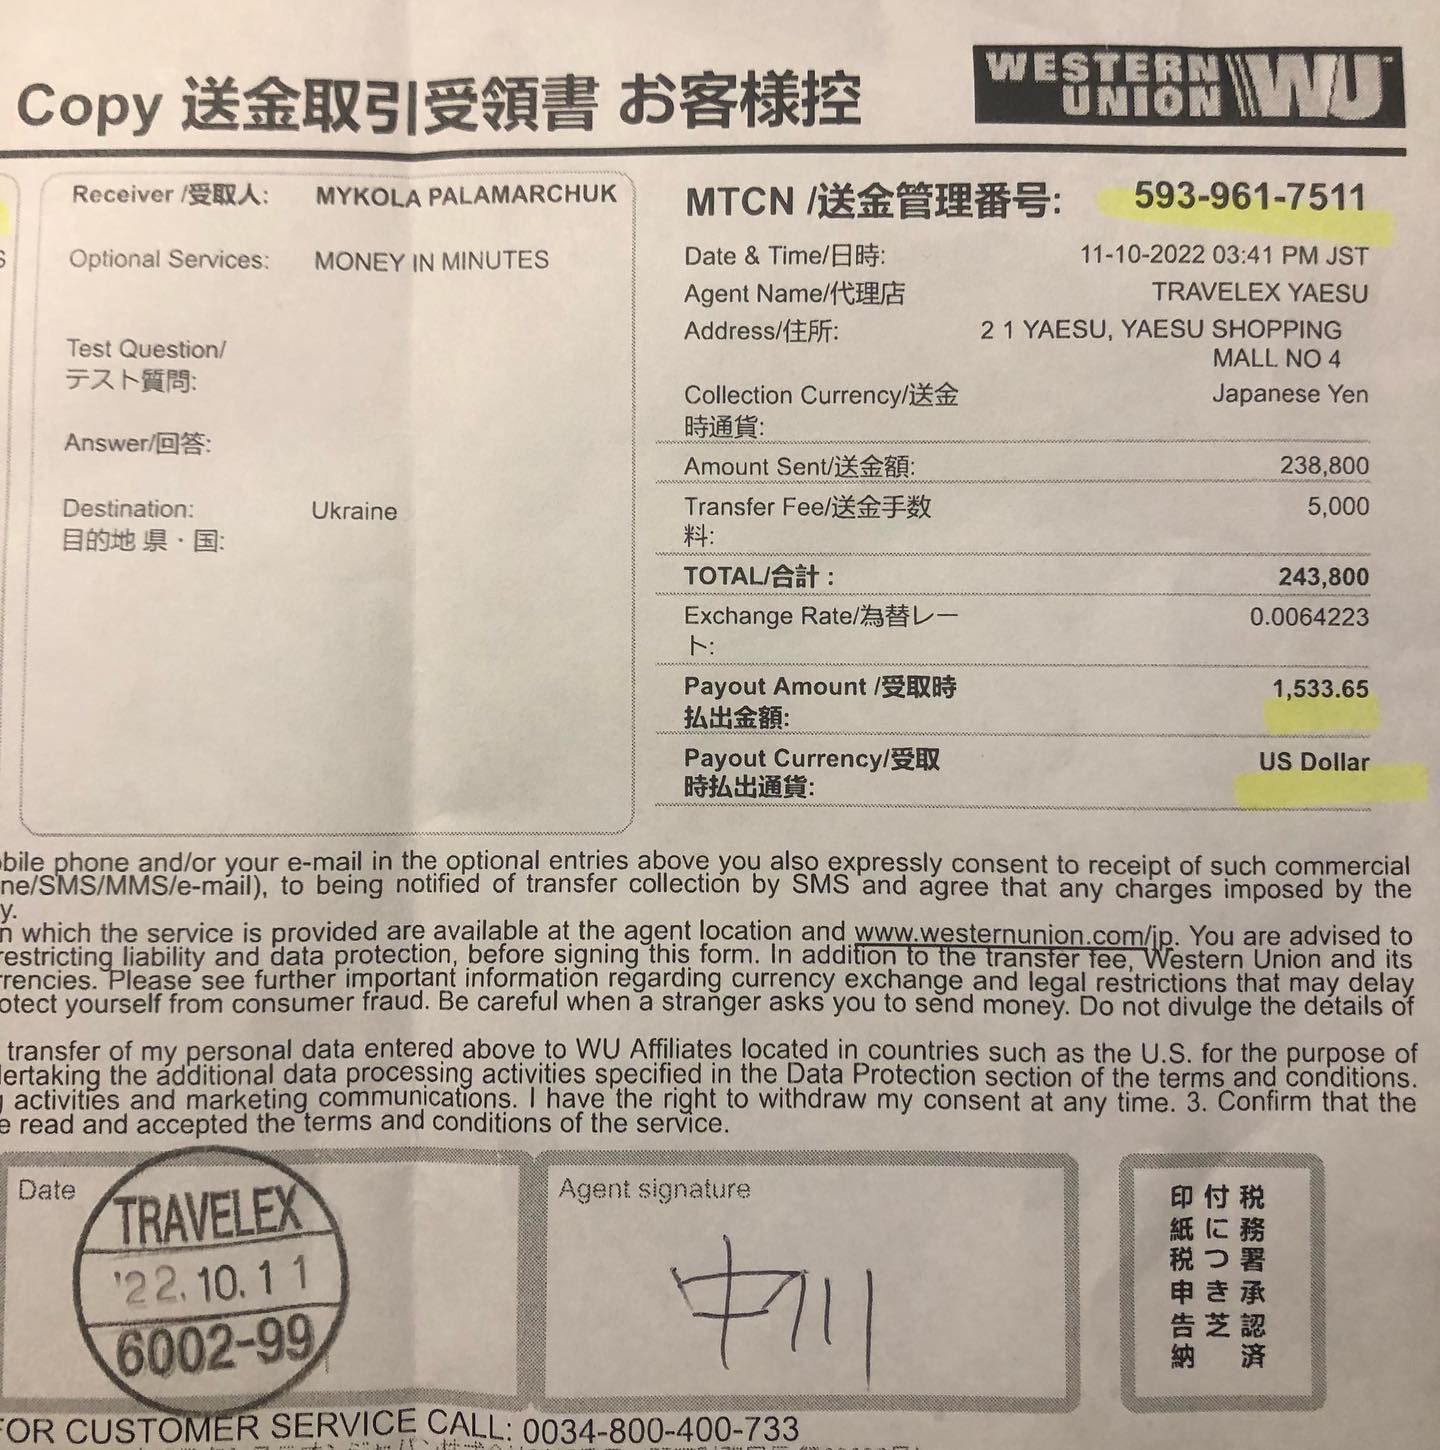 Copy 送金取引受領書 お客様控
WESTERN UNION WU
Receiver /受取人: MYKOLA PALAMARCHUK
Optional Services: MONEY IN MINUTES
Test Question/
テスト質問:
Answer/回答:
Destination: Ukraine
目的地 県・国:
MTCN /送金管理番号: 593-961-7511
Date & Time/日時: 11-10-2022 03:41 PM JST
Agent Name/代理店 TRAVELEX YAESU
Address/住所: 2 1 YAESU, YAESU SHOPPING
MALL NO 4
Collection Currency/送金 Japanese Yen
時通貨:
Amount Sent/送金額: 238,800
Transfer Fee/送金手数 5,000
料:
TOTAL/合計 : 243,800
Exchange Rate/為替レー 0.0064223
ト:
Payout Amount /受取時 1,533.65
払出金額:
Payout Currency/受取 US Dollar
時払出通貨:
obile phone and/or your e-mail in the optional entries above you also expressly consent to receipt of such commercial
ne/SMS/MMS/e-mail), to being notified of transfer collection by SMS and agree that any charges imposed by the
y.
n which the service is provided are available at the agent location and www.westernunion.com/jp. You are advised to
restricting liability and data protection, before signing this form. In addition to the transfer fee, Western Union and its
rrencies. Please see further important information regarding currency exchange and legal restrictions that may delay
otect yourself from consumer fraud. Be careful when a stranger asks you to send money. Do not divulge the details of
transfer of my personal data entered above to WU Affiliates located in countries such as the U.S. for the purpose of
dertaking the additional data processing activities specified in the Data Protection section of the terms and conditions.
g activities and marketing communications. I have the right to withdraw my consent at any time. 3. Confirm that the
e read and accepted the terms and conditions of the service.
Date
TRAVELEX
'22.10.11
6002-99
Agent signature
中川
税務署承認済
付につき芝
印紙税申告納
FOR CUSTOMER SERVICE CALL: 0034-800-400-733